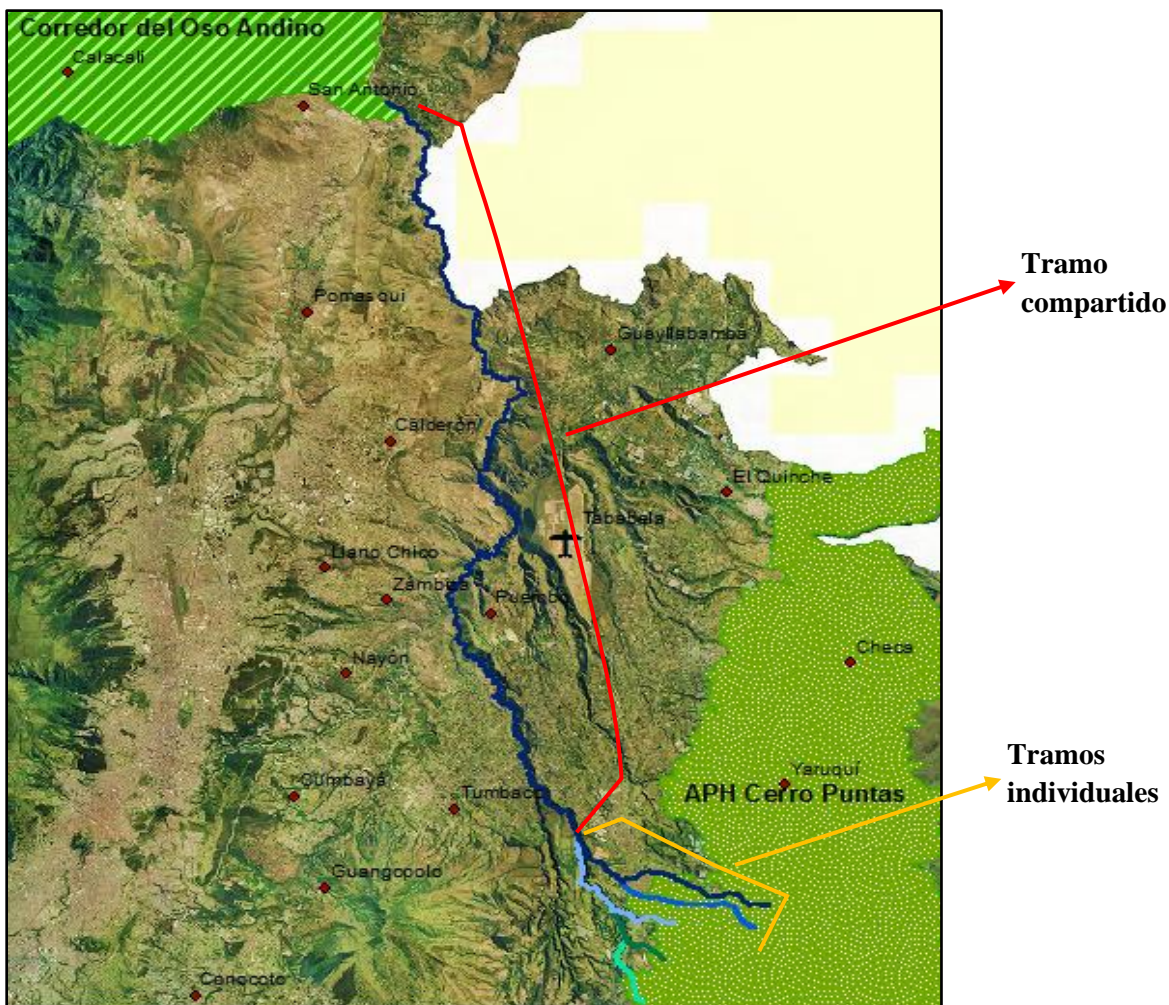 Corredor del Oso Andino
Calacali
San Antonio
Tramo
compartido
Pomasqui
Guayllabamba
Calderón
El Quinche
Tababela
Llano Chico
Zámbiza
Puembo
Nayón
Checa
Tramos
individuales
Yaruquí
Cumbayá
Tumbaco
APH Cerro Puntas
Guangopolo
Conocoto